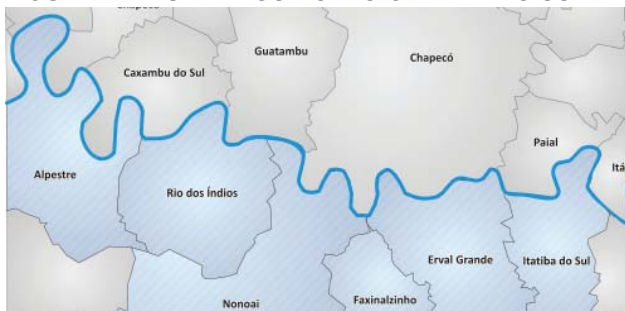 Guatambu
Chapecó
Caxambu do Sul
Paial
Alpestre
Rio dos Índios
Erval Grande
Itatiba do Sul
Nonoai
Faxinalzinho